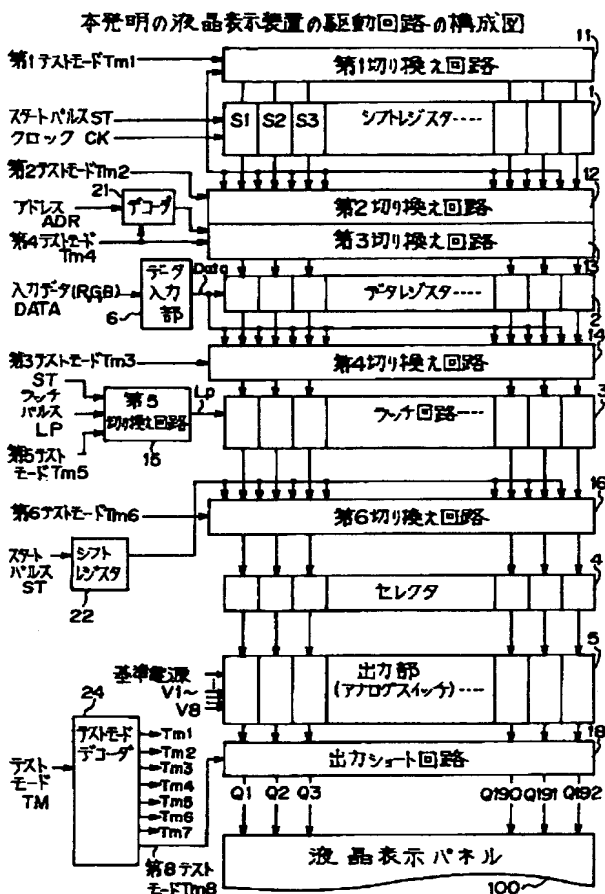 本発明の液晶表示装置の駆動回路の構成図
11
第1テストモードTm1
第1切り換え回路
1
スタートパルスST
クロック CK
S1 S2 S3 シフトレジスタ----
第2テストモードTm2
12
21
アドレス
ADR
デコーダ
第2切り換え回路
第4テストモード
Tm4
第3切り換え回路
13
入力データ(RGB)
DATA
データ
入力
部
6
Data
データレジスタ----
2
14
第3テストモードTm3
第4切り換え回路
3
ST
ラッチ
パルス
LP
第5
切り換え回路
15
Lp
ラッチ回路----
第5テスト
モードTm5
16
第6テストモードTm6
第6切り換え回路
スタート
パルス
ST
シフト
レジスタ
22
4
セレクタ
5
基準電源
V1~
V8
出力部
(アナログスイッチ)----
18
24
テストモード
デコーダ
Tm1
Tm2
Tm3
Tm4
Tm5
Tm6
Tm7
テスト
モード
TM
出力ショート回路
Q1 Q2 Q3 Q190 Q191 Q192
第8テスト
モードTm8
液晶表示パネル
100